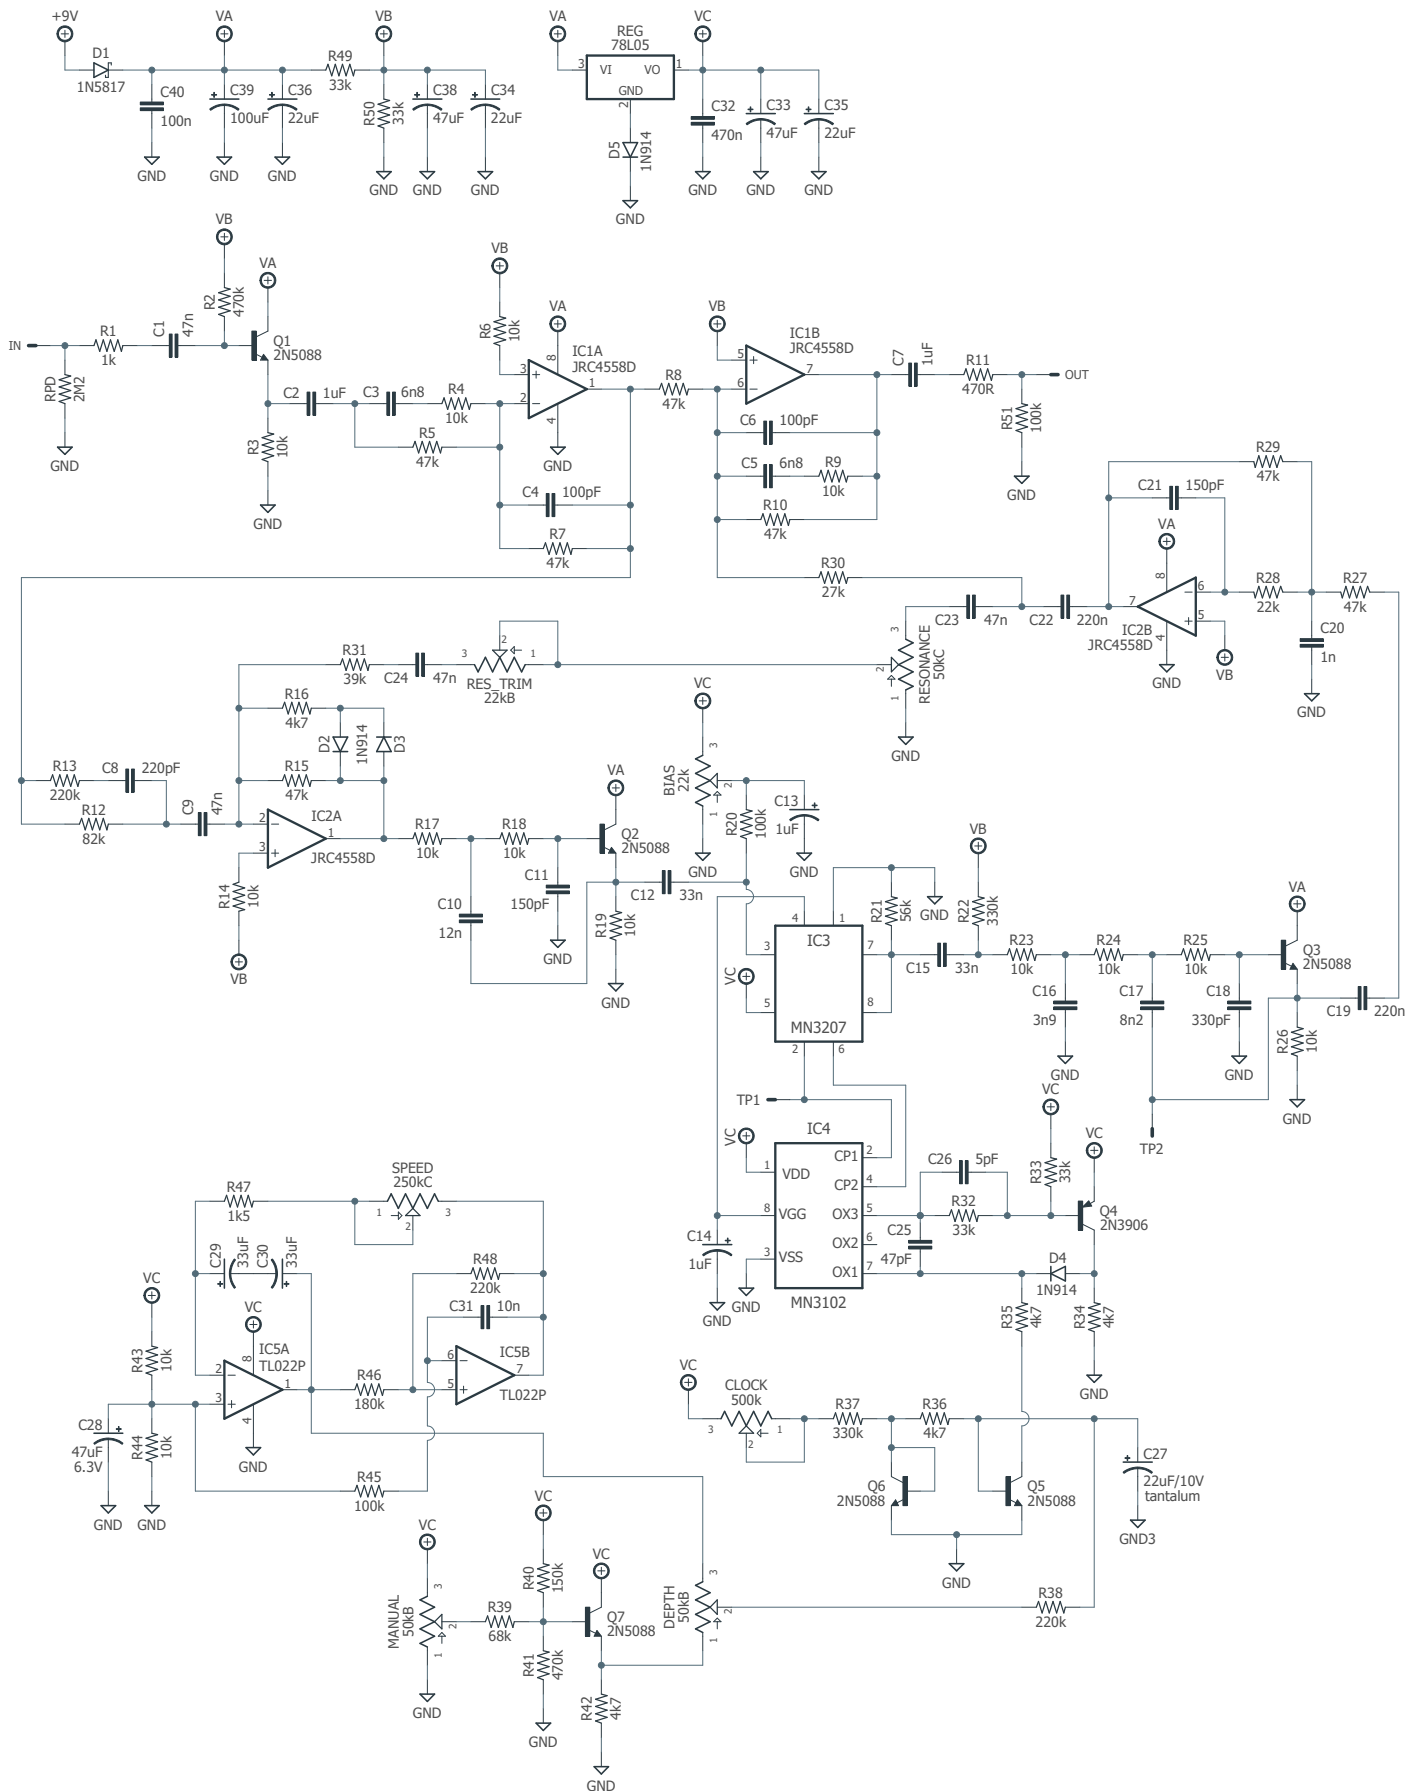 +9V
VA
VB
VA
REG
VC
78L05
D1
1N5817
R49
33k
3
VI
VO
1
GND
2
C40
100n
C39
100uF
C36
22uF
R50
33k
C38
47uF
C34
22uF
D5
1N914
C32
470n
C33
47uF
C35
22uF
GND
GND
GND
GND
GND
GND
GND
GND
GND
GND
VB
VA
R2
470k
IN
R1
1k
C1
47n
Q1
2N5088
RPD
2M2
GND
R3
10k
GND
C2
1uF
C3
6n8
R4
10k
R5
47k
VB
R6
10k
VA
IC1A
JRC4558D
3
2
8
1
4
GND
C4
100pF
R7
47k
R8
47k
VB
IC1B
JRC4558D
5
6
7
C6
100pF
C5
6n8
R9
10k
R10
47k
R30
27k
C7
1uF
R11
470R
OUT
R51
100k
GND
R29
47k
C21
150pF
VA
8
7
6
5
4
IC2B
JRC4558D
GND
VB
R28
22k
R27
47k
C20
1n
GND
C23
47n
C22
220n
3
2
1
RESONANCE
50kC
GND
R31
39k
C24
47n
3
2
1
RES_TRIM
22kB
R16
4k7
D2
1N914
D3
R15
47k
R13
220k
C8
220pF
R12
82k
C9
47n
IC2A
JRC4558D
2
3
1
R14
10k
VB
R17
10k
R18
10k
VA
Q2
2N5088
C10
12n
C11
150pF
GND
R19
10k
GND
C12
33n
VC
BIAS
22k
3
2
1
GND
R20
100k
C13
1uF
GND
4
1
IC3
3
7
VC
5
8
MN3207
2
6
R21
56k
GND
C15
33n
VB
R22
330k
R23
10k
C16
3n9
GND
R24
10k
C17
8n2
R25
10k
C18
330pF
GND
VA
Q3
2N5088
R26
10k
GND
C19
220n
TP2
TP1
VC
IC4
1
VDD
CP1
2
CP2
4
8
VGG
OX3
5
OX2
6
3
VSS
OX1
7
MN3102
C14
1uF
GND
GND
C26
5pF
R32
33k
C25
47pF
VC
R33
33k
VC
Q4
2N3906
D4
1N914
R35
4k7
R34
4k7
GND
R47
1k5
SPEED
250kC
1
2
3
C29
33uF
C30
33uF
R48
220k
C31
10n
VC
R43
10k
VC
IC5A
TL022P
2
3
8
1
4
GND
C28
47uF
6.3V
GND
R44
10k
GND
R46
180k
IC5B
TL022P
6
5
7
R45
100k
VC
CLOCK
500k
3
2
1
R37
330k
R36
4k7
Q6
2N5088
Q5
2N5088
GND
C27
22uF/10V
tantalum
GND3
VC
MANUAL
50kB
3
2
1
GND
R39
68k
VC
R40
150k
R41
470k
GND
VC
Q7
2N5088
R42
4k7
GND
DEPTH
50kB
3
2
1
R38
220k